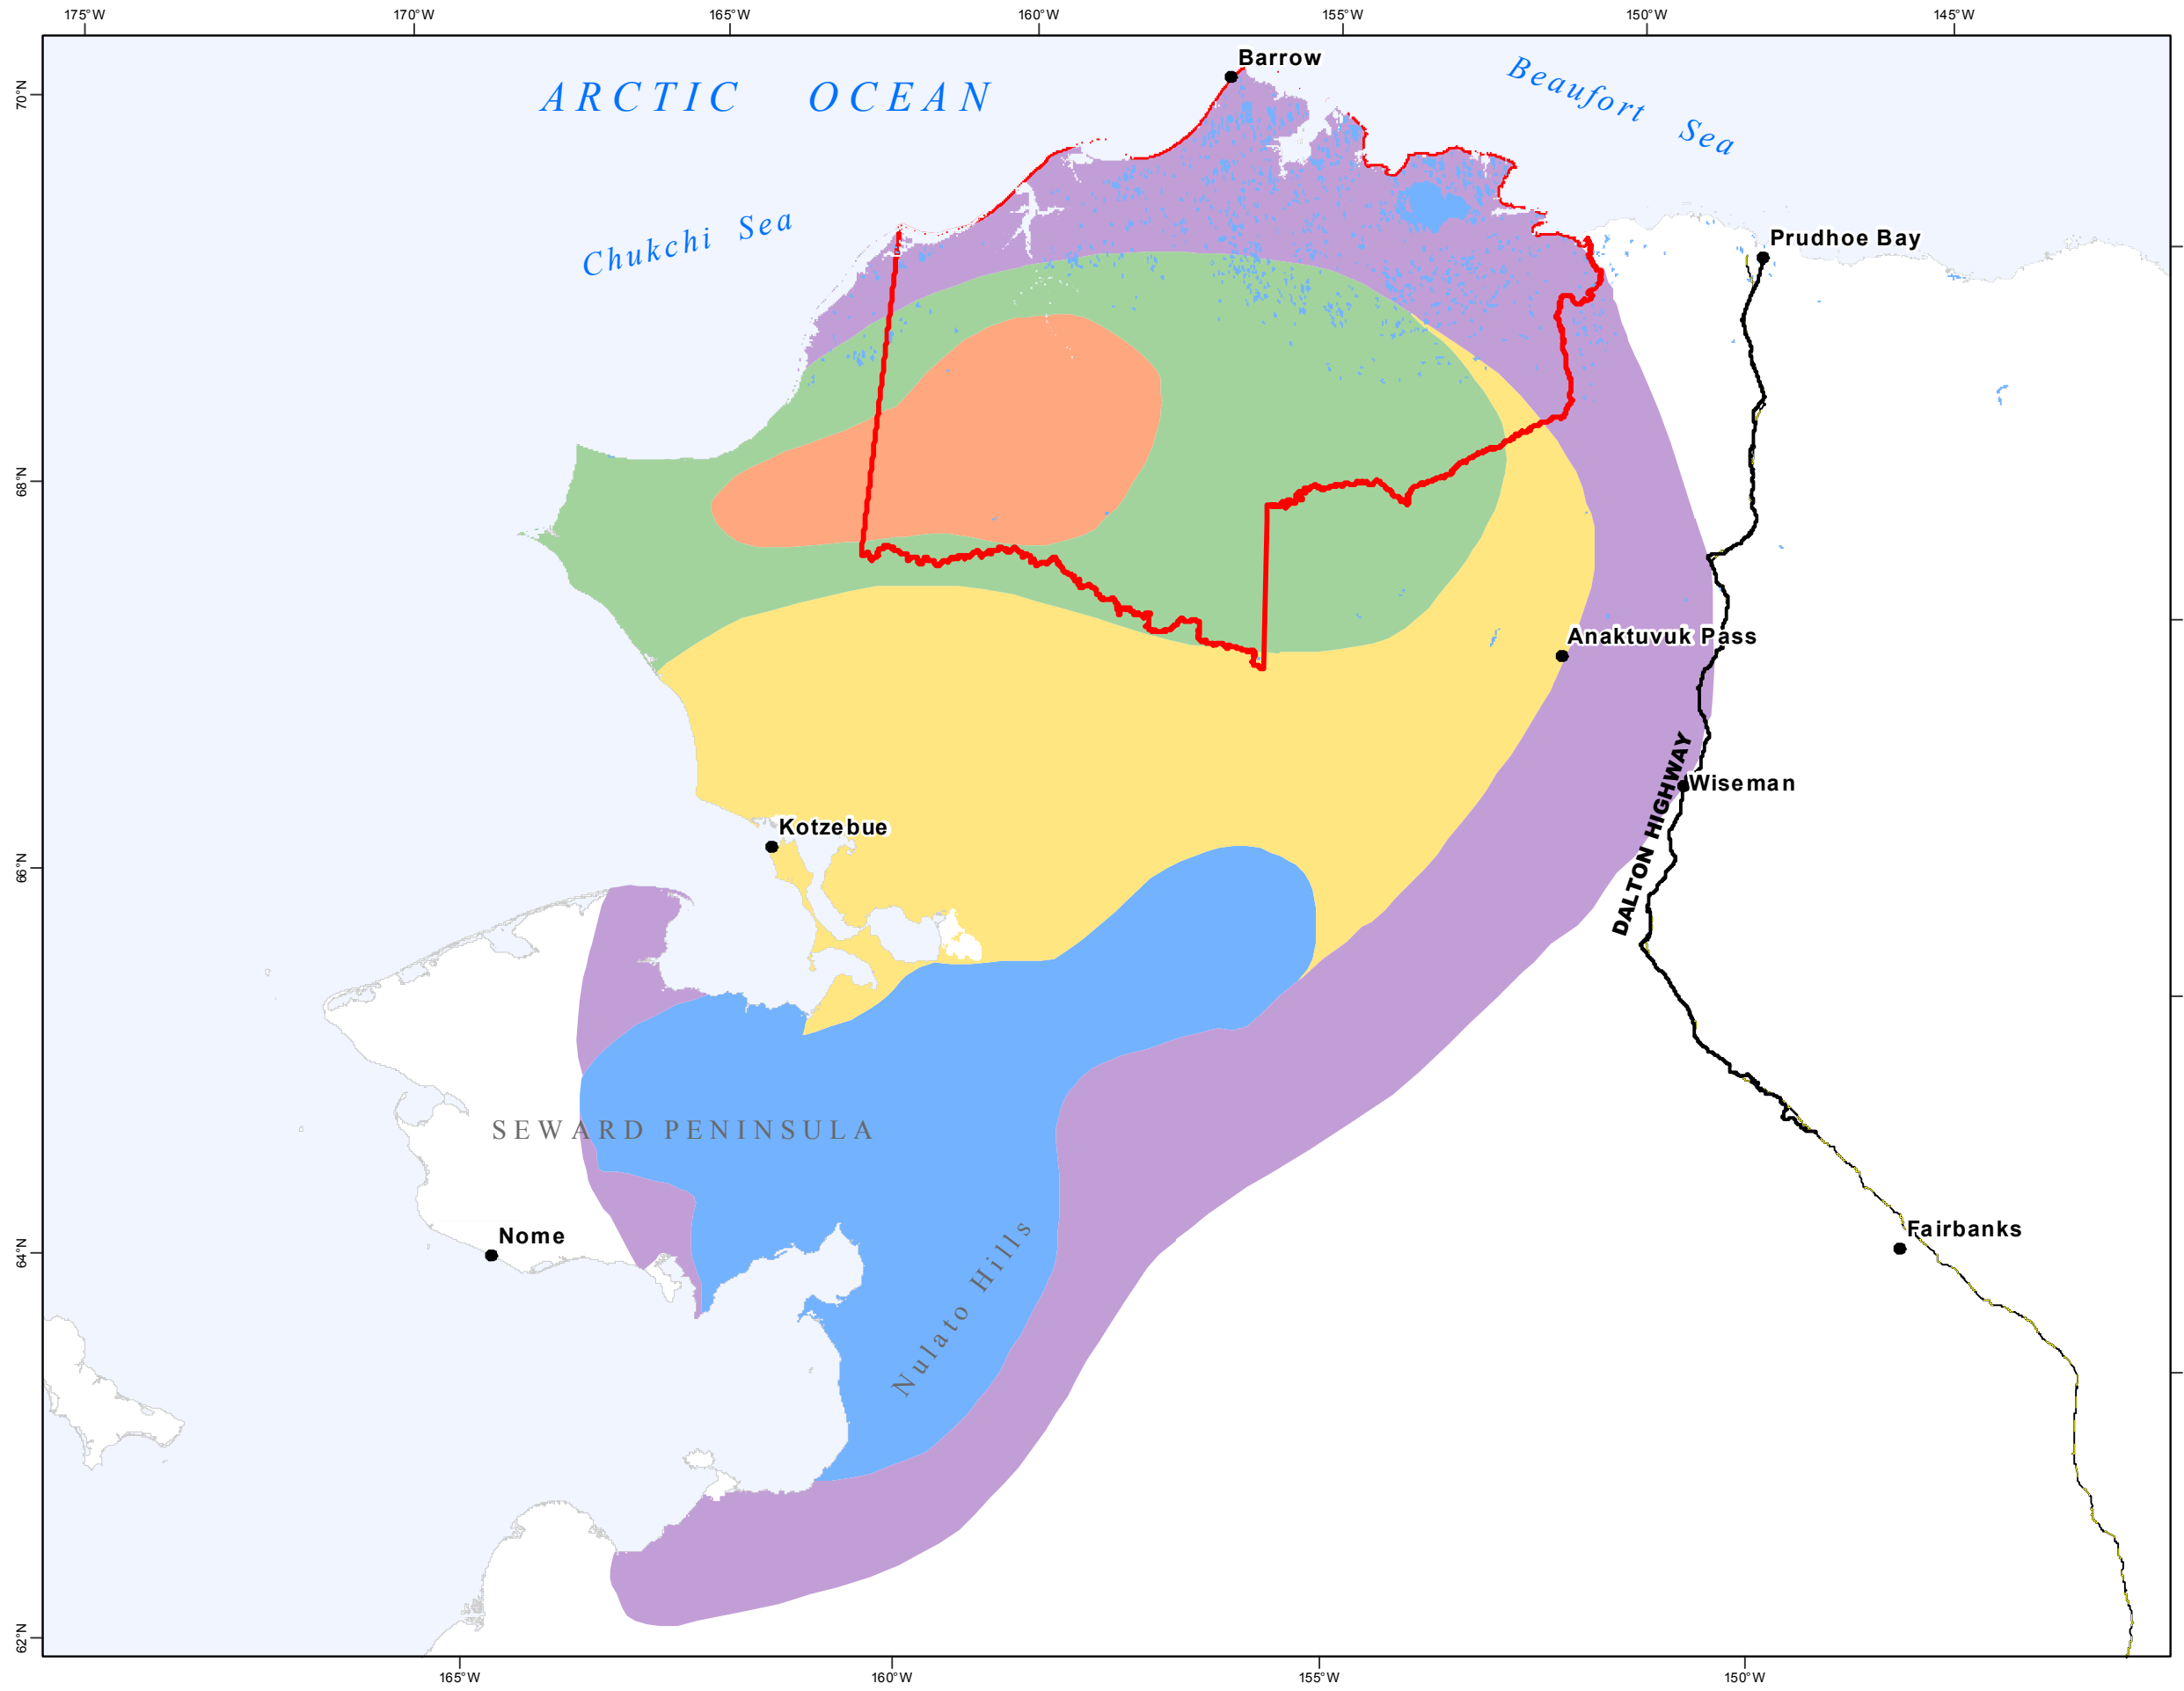 175°W 170°W 165°W 160°W 155°W 150°W 145°W
Barrow
70°N
ARCTIC OCEAN
Beaufort Sea
Chukchi Sea
Prudhoe Bay
68°N
Anaktuvuk Pass
DALTON HIGHWAY
Wiseman
Kotzebue
66°N
SEWARD PENINSULA
Nome
Nulato Hills
Fairbanks
64°N
62°N
165°W 160°W 155°W 150°W